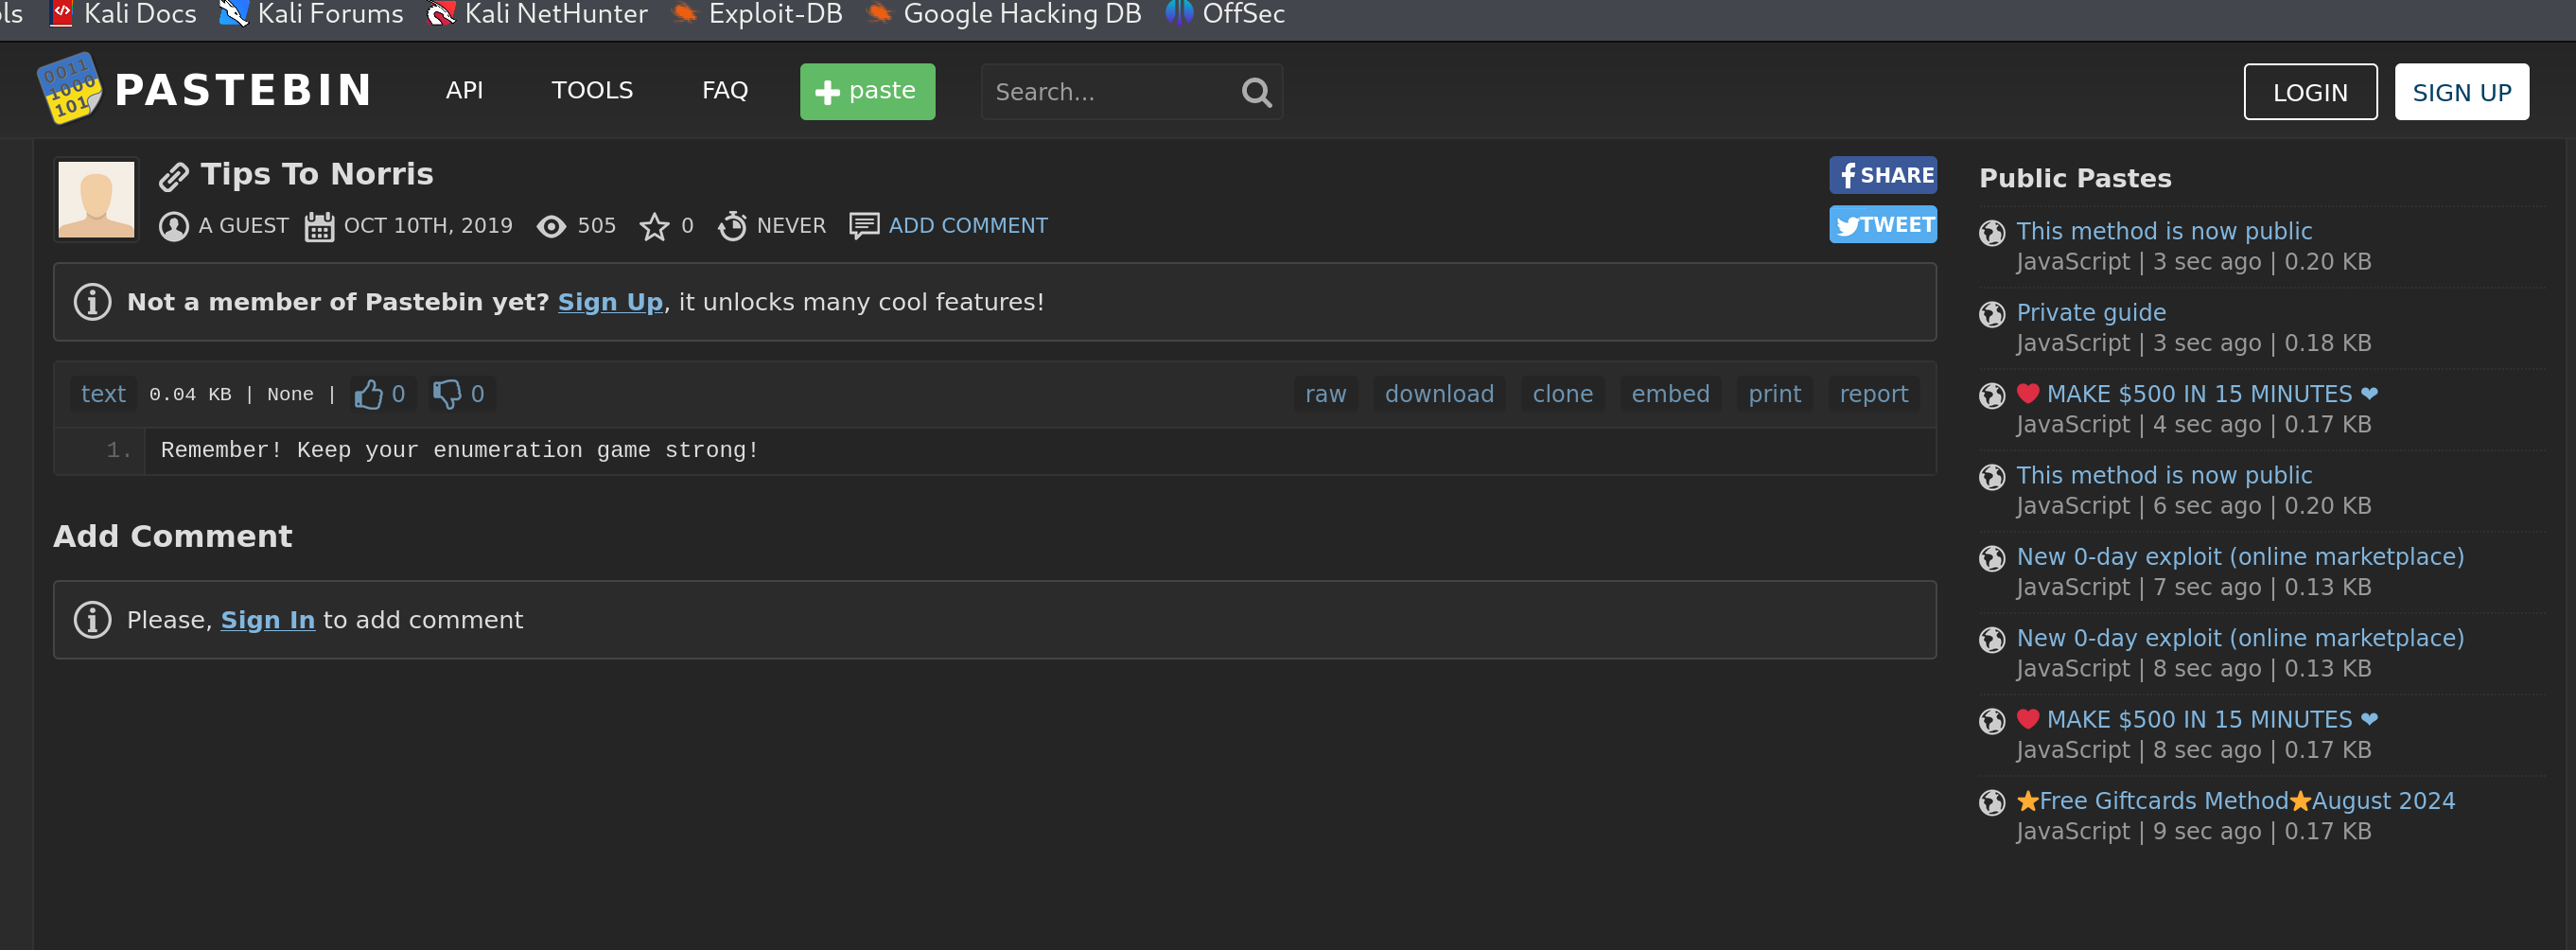 ls Kali Docs Kali Forums Kali NetHunter Exploit-DB Google Hacking DB OffSec
0011
1000
101
PASTEBIN API TOOLS FAQ paste Search... LOGIN SIGN UP
Tips To Norris
A GUEST OCT 10TH, 2019 505 0 NEVER ADD COMMENT
SHARE
TWEET
Not a member of Pastebin yet? Sign Up, it unlocks many cool features!
text 0.04 KB | None | 0 0 raw download clone embed print report
1. Remember! Keep your enumeration game strong!
Add Comment
Please, Sign In to add comment
Public Pastes
This method is now public
JavaScript | 3 sec ago | 0.20 KB
Private guide
JavaScript | 3 sec ago | 0.18 KB
❤️ MAKE $500 IN 15 MINUTES ❤
JavaScript | 4 sec ago | 0.17 KB
This method is now public
JavaScript | 6 sec ago | 0.20 KB
New 0-day exploit (online marketplace)
JavaScript | 7 sec ago | 0.13 KB
New 0-day exploit (online marketplace)
JavaScript | 8 sec ago | 0.13 KB
❤️ MAKE $500 IN 15 MINUTES ❤
JavaScript | 8 sec ago | 0.17 KB
⭐Free Giftcards Method⭐August 2024
JavaScript | 9 sec ago | 0.17 KB